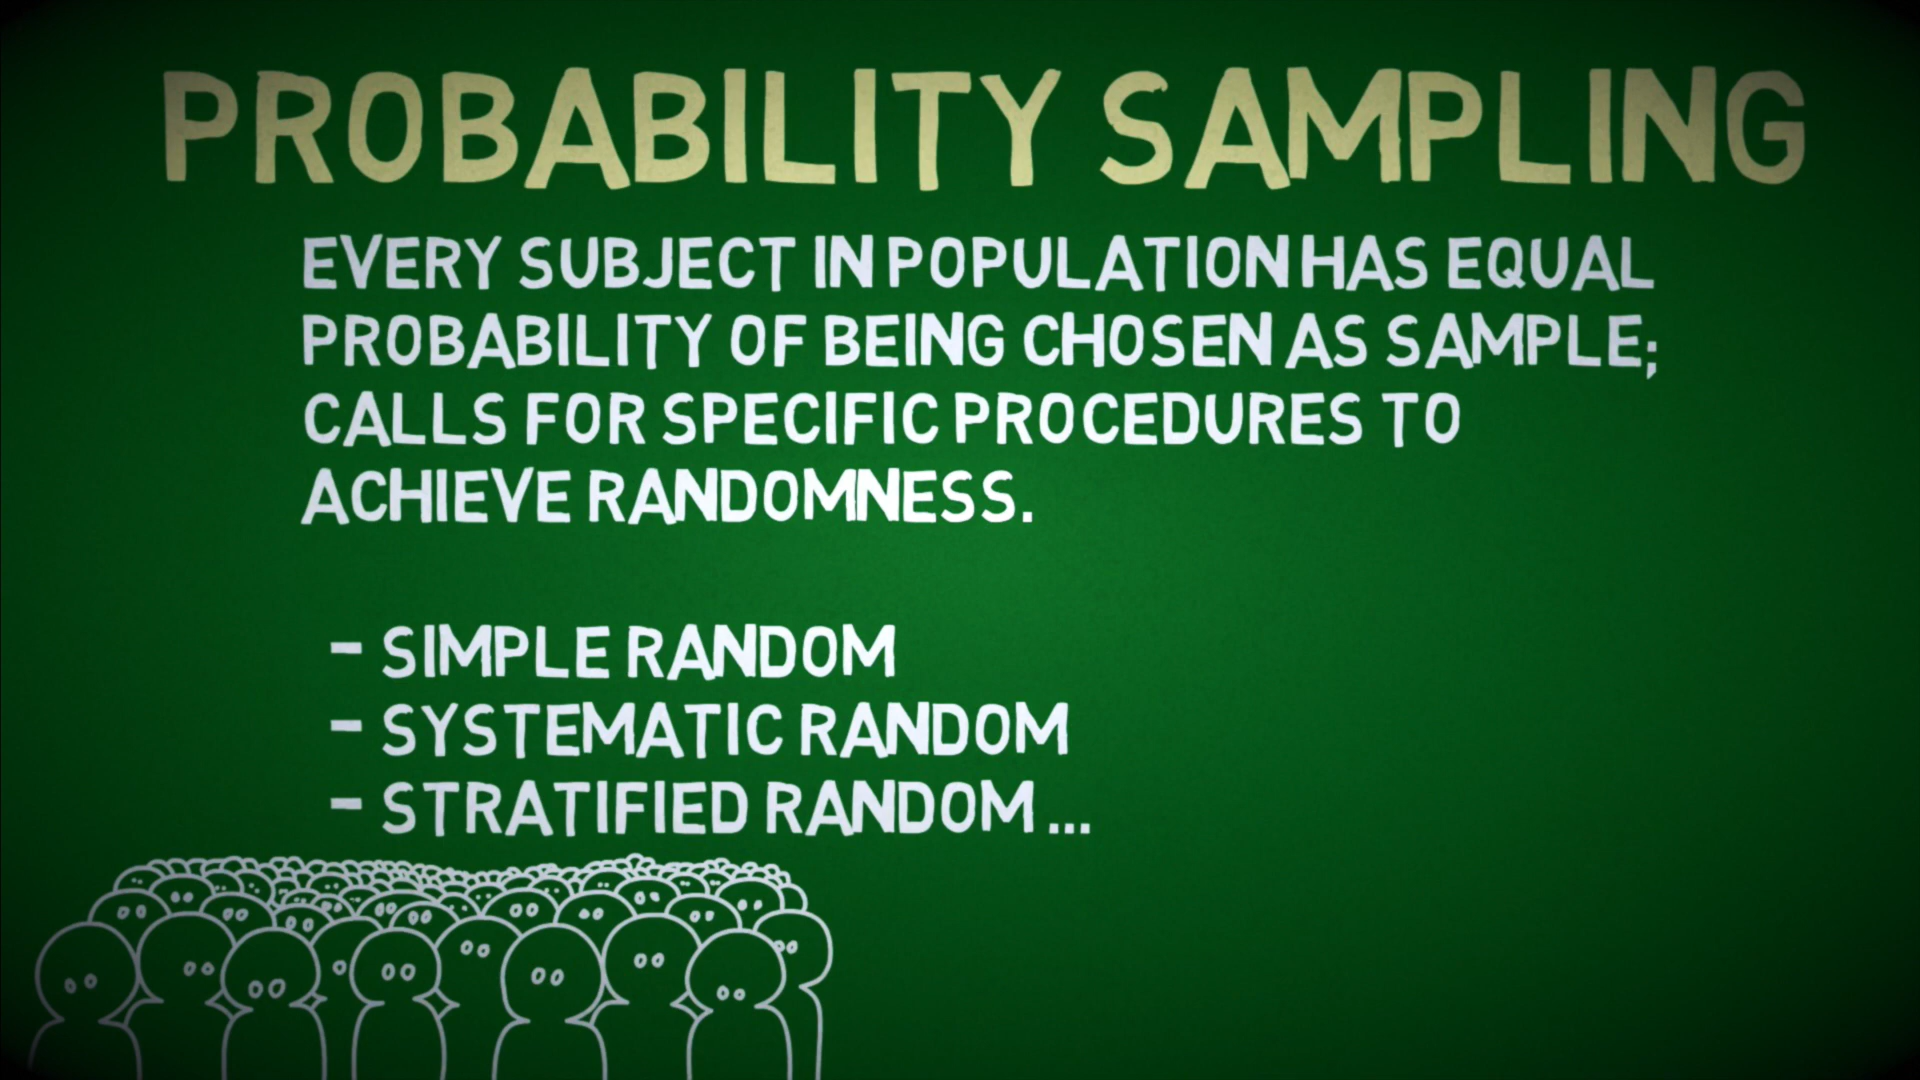 PROBABILITY SAMPLING
EVERY SUBJECT IN POPULATION HAS EQUAL
PROBABILITY OF BEING CHOSEN AS SAMPLE;
CALLS FOR SPECIFIC PROCEDURES TO
ACHIEVE RANDOMNESS.
- SIMPLE RANDOM
- SYSTEMATIC RANDOM
- STRATIFIED RANDOM ...